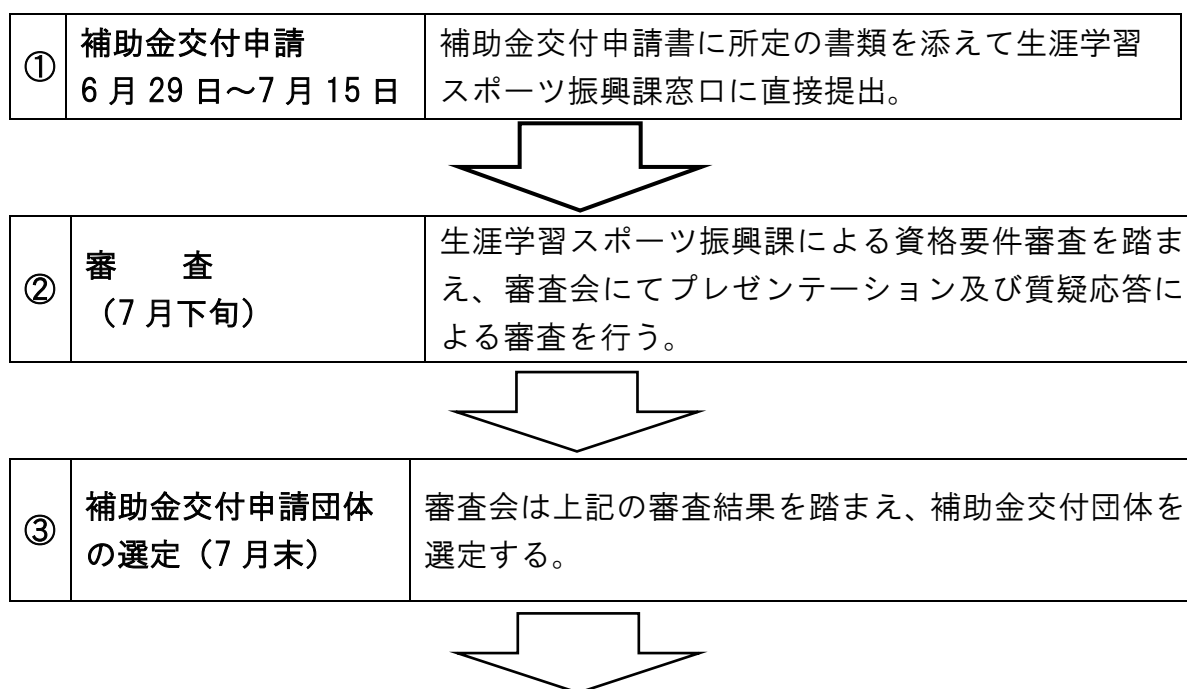 ①
補助金交付申請
6月29日～7月15日
補助金交付申請書に所定の書類を添えて生涯学習
スポーツ振興課窓口に直接提出。
②
審　　査
（7月下旬）
生涯学習スポーツ振興課による資格要件審査を踏ま
え、審査会にてプレゼンテーション及び質疑応答に
よる審査を行う。
③
補助金交付申請団体
の選定（7月末）
審査会は上記の審査結果を踏まえ、補助金交付団体を
選定する。